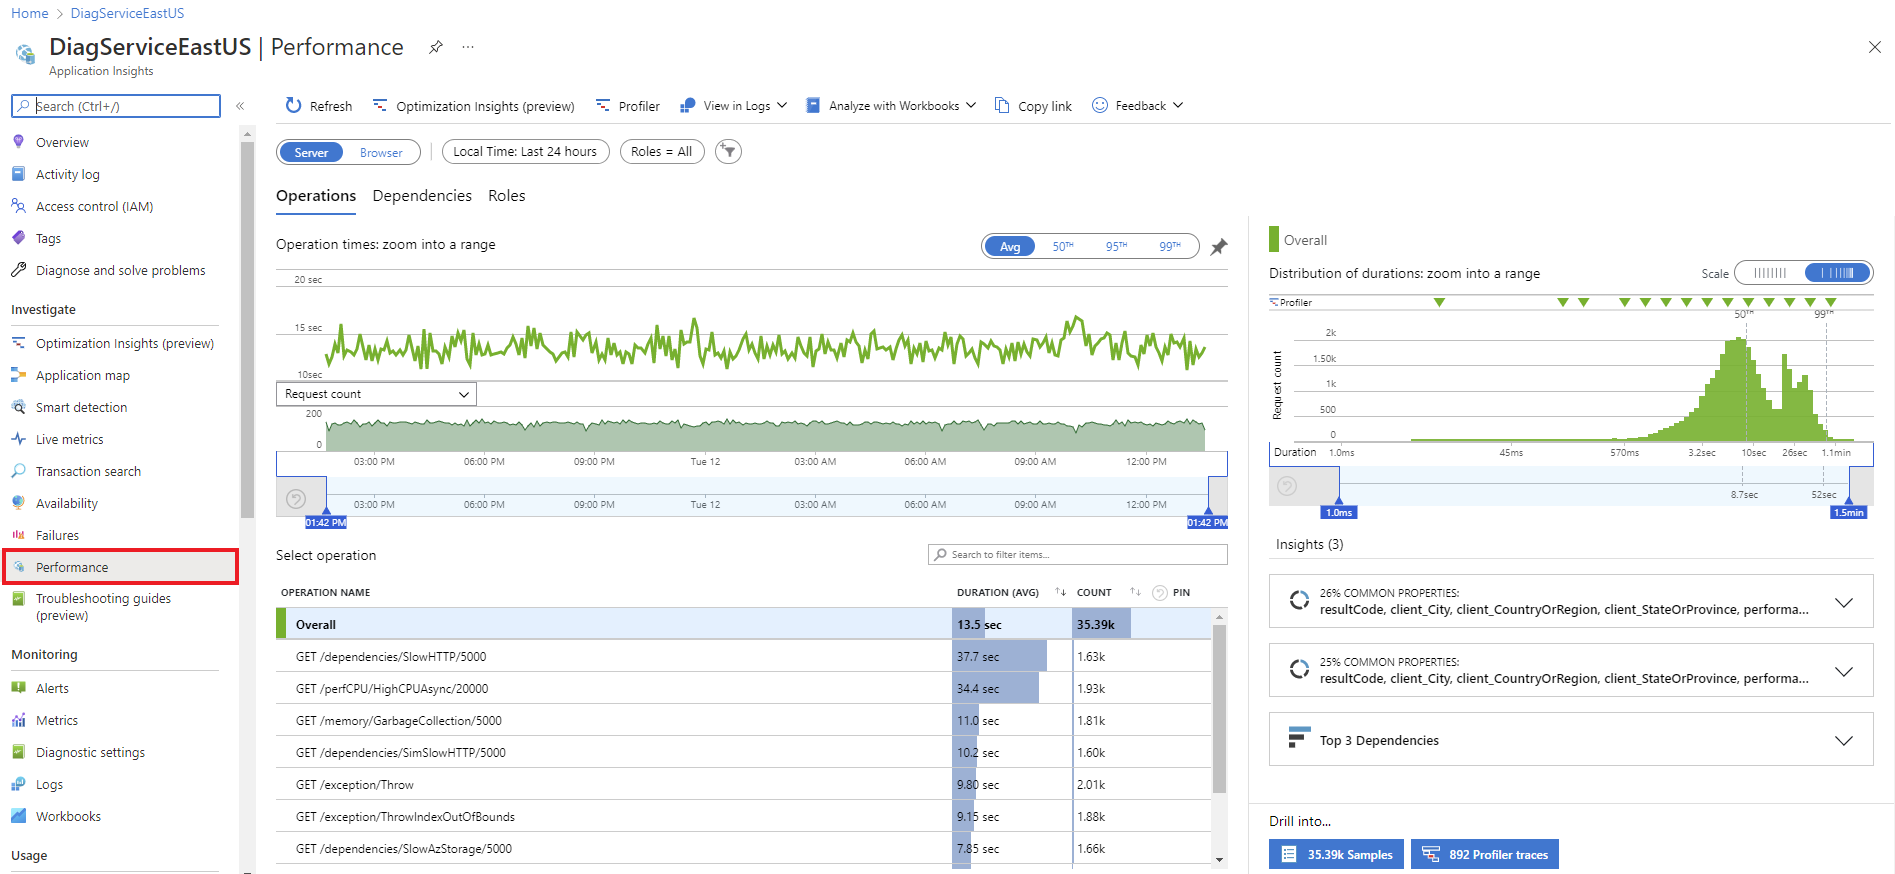 Home > DiagServiceEastUS
DiagServiceEastUS | Performance
Application Insights
Search (Ctrl+/)
Overview
Activity log
Access control (IAM)
Tags
Diagnose and solve problems
Investigate
Optimization Insights (preview)
Application map
Smart detection
Live metrics
Transaction search
Availability
Failures
Performance
Troubleshooting guides
(preview)
Monitoring
Alerts
Metrics
Diagnostic settings
Logs
Workbooks
Usage
Refresh Optimization Insights (preview) Profiler View in Logs Analyze with Workbooks Copy link Feedback
Server Browser Local Time: Last 24 hours Roles = All
Operations Dependencies Roles
Operation times: zoom into a range
Avg 50TH 95TH 99TH
20 sec
15 sec
10sec
Request count
200
0
03:00 PM 06:00 PM 09:00 PM Tue 12 03:00 AM 06:00 AM 09:00 AM 12:00 PM
03:00 PM 06:00 PM 09:00 PM Tue 12 03:00 AM 06:00 AM 09:00 AM 12:00 PM
01:42 PM 01:42 PM
Select operation
Search to filter items...
OPERATION NAME DURATION (AVG) COUNT PIN
Overall 13.5 sec 35.39k
GET /dependencies/SlowHTTP/5000 37.7 sec 1.63k
GET /perfCPU/HighCPUAsync/20000 34.4 sec 1.93k
GET /memory/GarbageCollection/5000 11.0 sec 1.81k
GET /dependencies/SimSlowHTTP/5000 10.2 sec 1.60k
GET /exception/Throw 9.80 sec 2.01k
GET /exception/ThrowIndexOutOfBounds 9.15 sec 1.88k
GET /dependencies/SlowAzStorage/5000 7.85 sec 1.66k
Overall
Distribution of durations: zoom into a range
Scale
Profiler
50TH 99TH
Request count
2k
1.50k
1k
500
0
Duration 1.0ms 45ms 570ms 3.2sec 10sec 26sec 1.1min
8.7sec 52sec
1.0ms 1.5min
Insights (3)
26% COMMON PROPERTIES:
resultCode, client_City, client_CountryOrRegion, client_StateOrProvince, performa...
25% COMMON PROPERTIES:
resultCode, client_City, client_CountryOrRegion, client_StateOrProvince, performa...
Top 3 Dependencies
Drill into...
35.39k Samples 892 Profiler traces